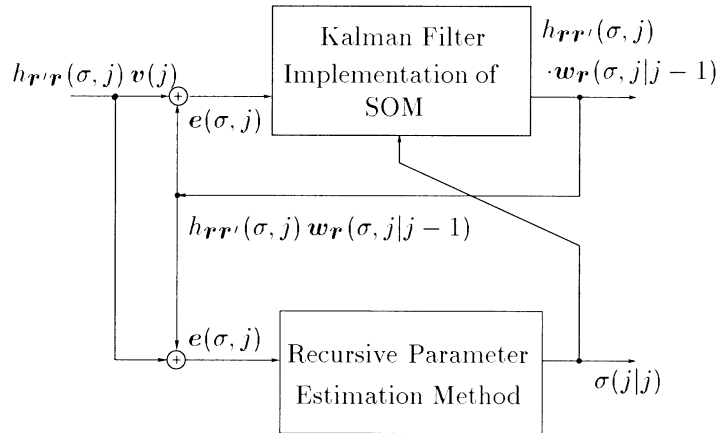 Kalman Filter
Implementation of
SOM
h_{rr'}(σ, j)
·w_r(σ, j|j − 1)
h_{r'r}(σ, j) v(j)
+
e(σ, j)
h_{rr'}(σ, j) w_r(σ, j|j − 1)
e(σ, j)
+
Recursive Parameter
Estimation Method
σ(j|j)